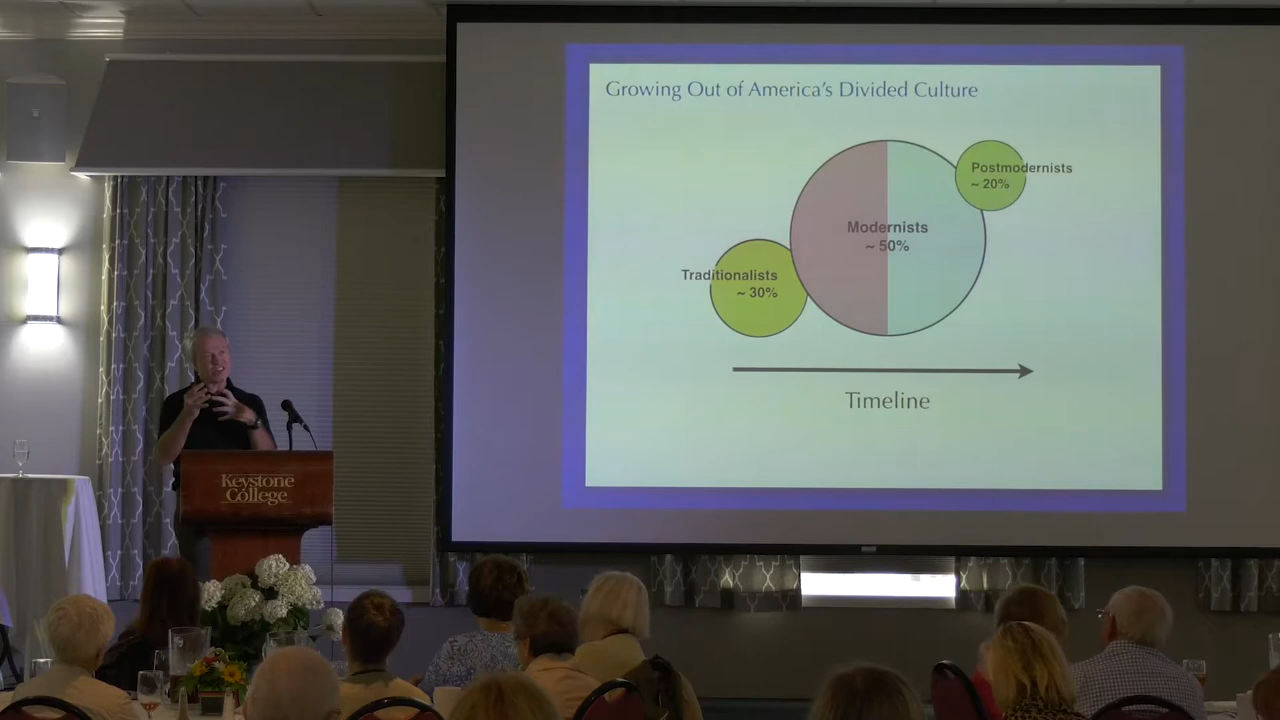 Growing Out of America's Divided Culture
Postmodernists
~ 20%
Modernists
~ 50%
Traditionalists
~ 30%
Timeline
Keystone
College